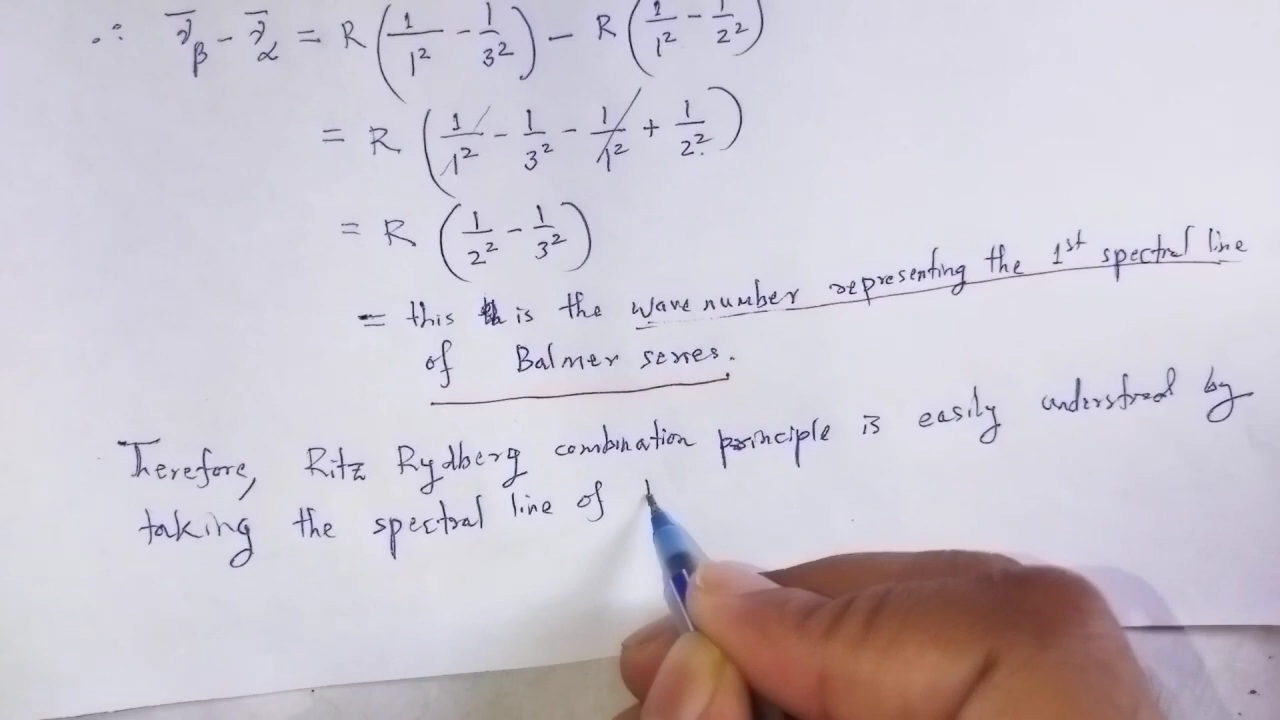 ∴ ν̄_β - ν̄_α = R(1/1² - 1/3²) - R(1/1² - 1/2²)
= R (1/1² - 1/3² - 1/1² + 1/2²)
= R (1/2² - 1/3²)
= this is the wave number representing the 1st spectral line
of Balmer series.
Therefore, Ritz Rydberg combination principle is easily understood by
taking the spectral line of